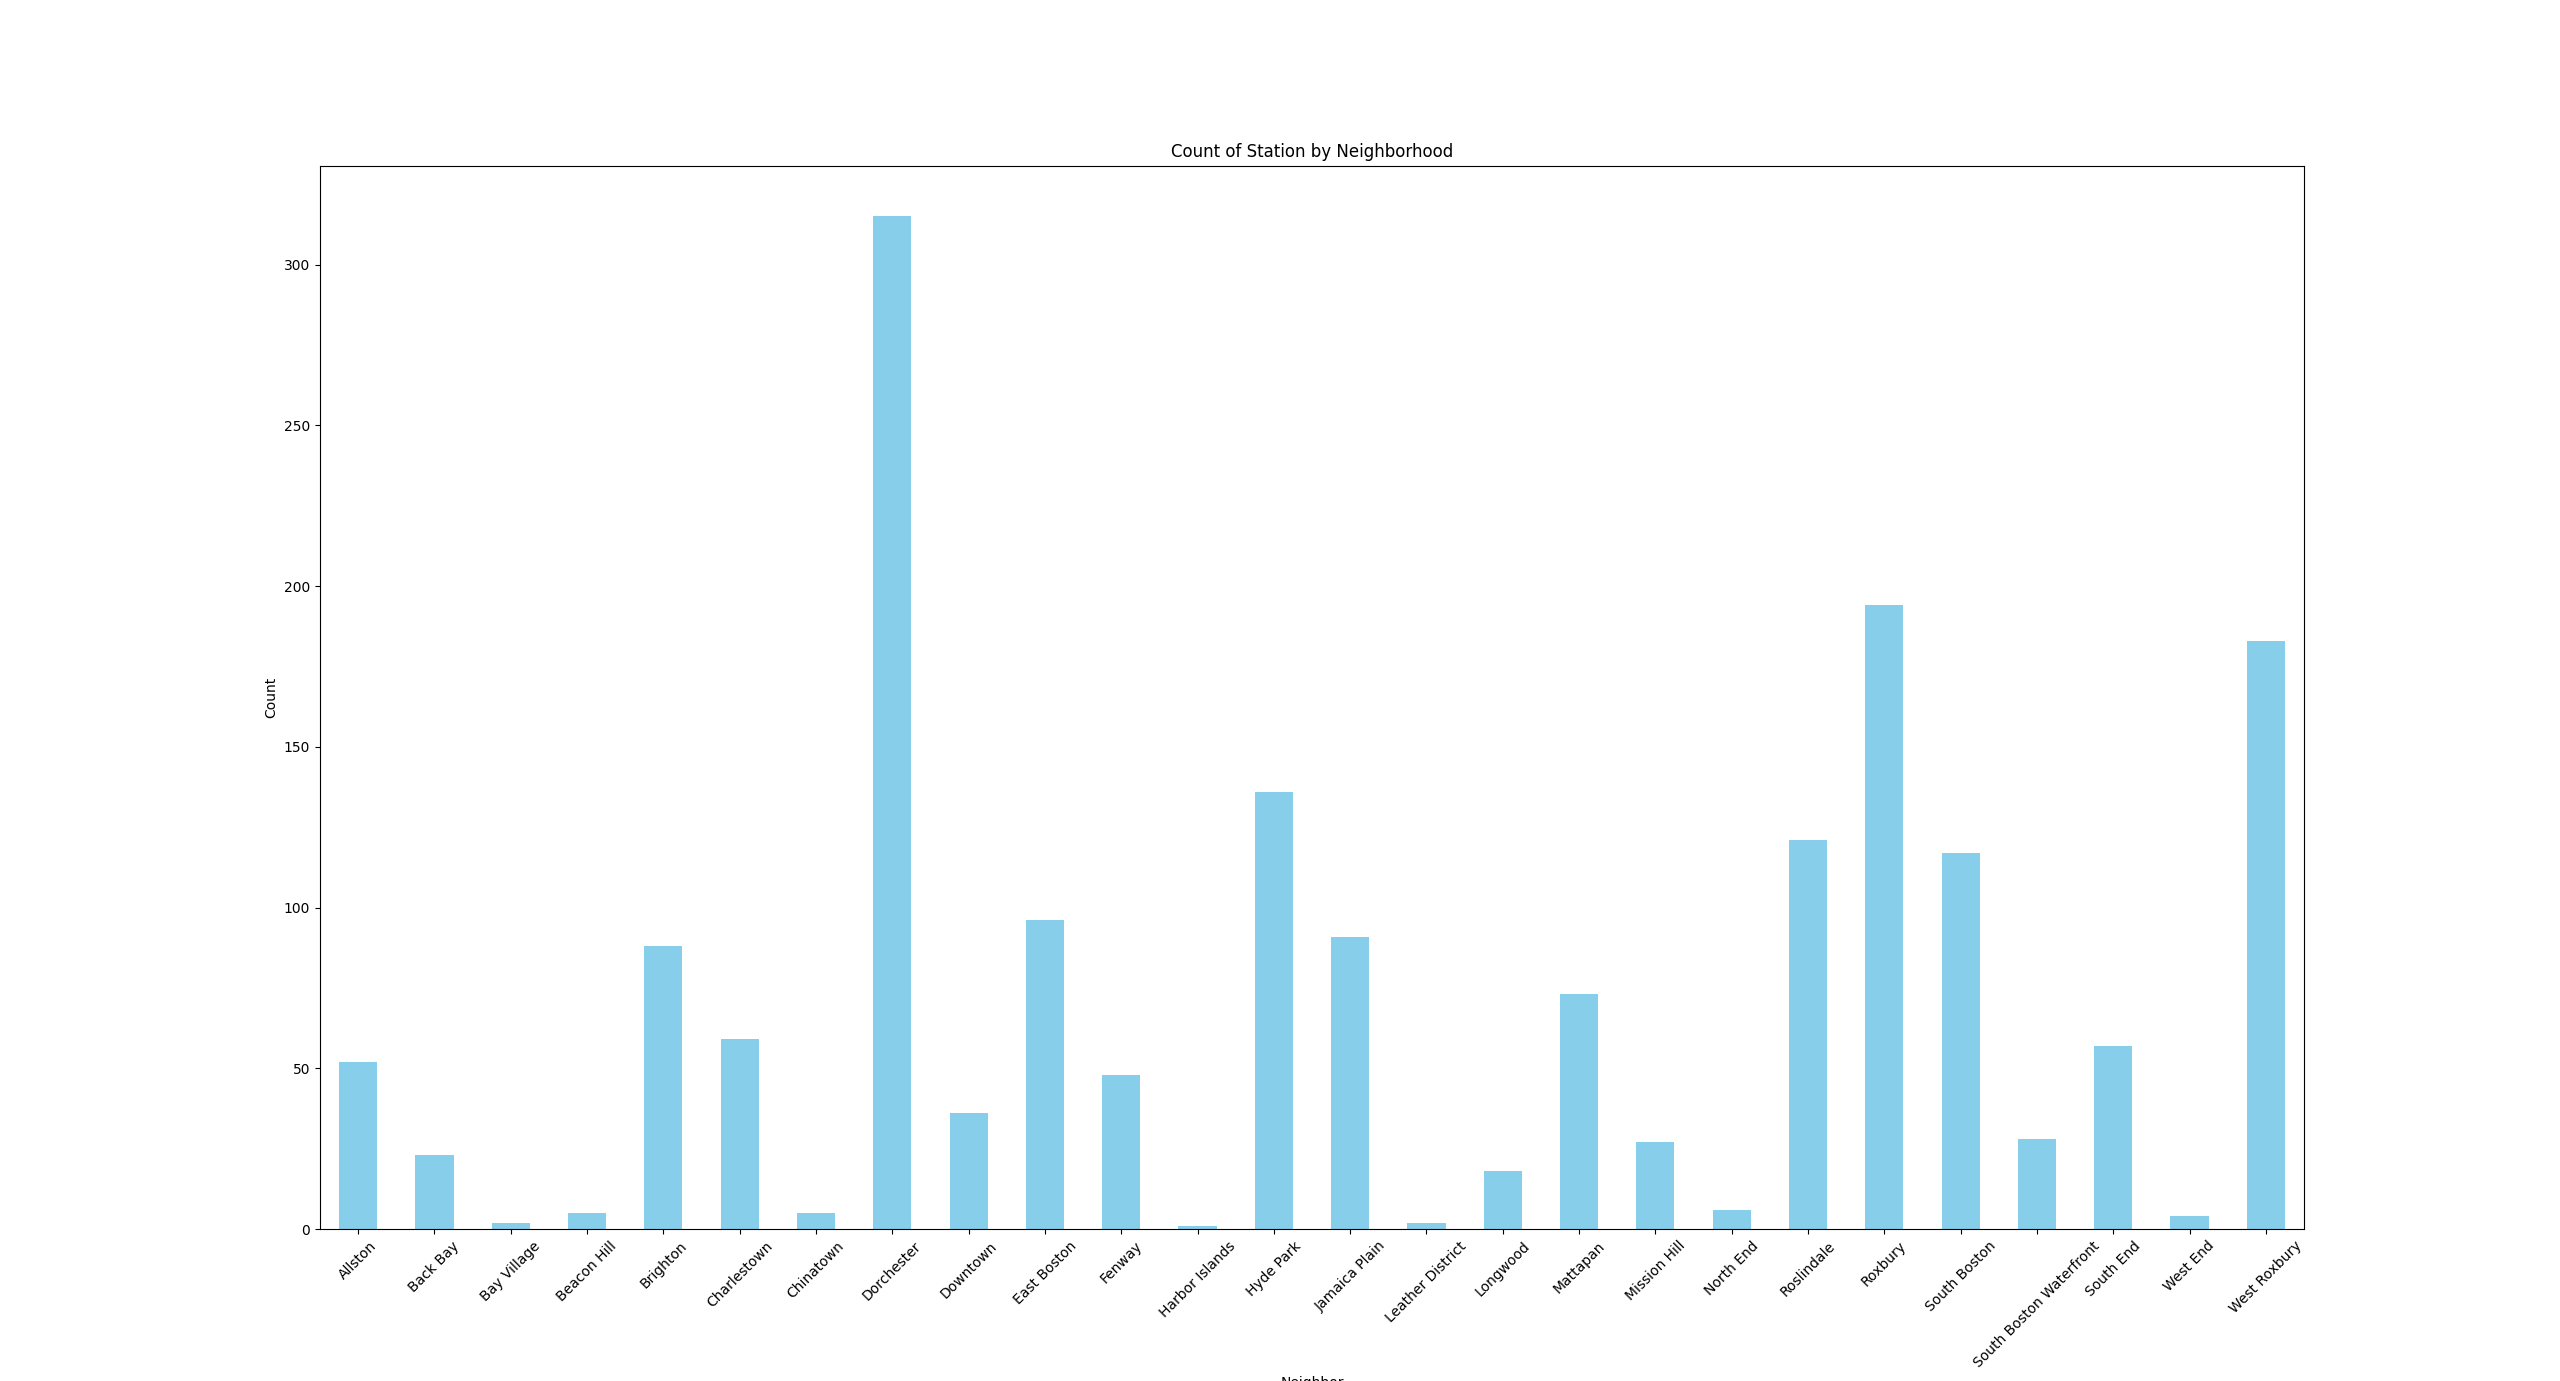 Count of Station by Neighborhood
300
250
200
150
100
50
0
Count
Allston
Back Bay
Bay Village
Beacon Hill
Brighton
Charlestown
Chinatown
Dorchester
Downtown
East Boston
Fenway
Harbor Islands
Hyde Park
Jamaica Plain
Leather District
Longwood
Mattapan
Mission Hill
North End
Roslindale
Roxbury
South Boston
South Boston Waterfront
South End
West End
West Roxbury
Neighbor